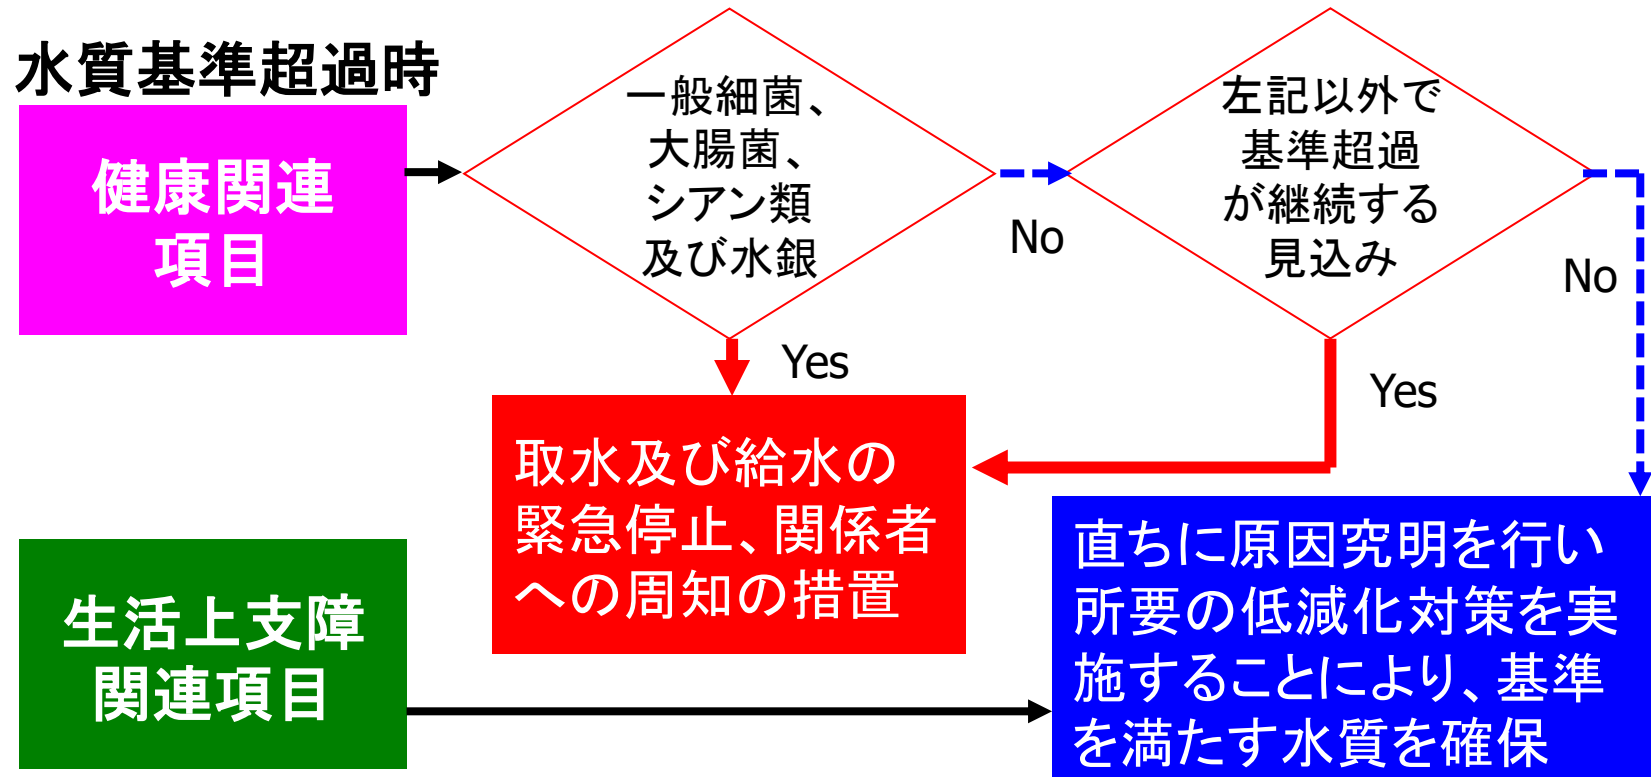 水質基準超過時
健康関連
項目
一般細菌、
大腸菌、
シアン類
及び水銀
No
左記以外で
基準超過
が継続する
見込み
No
Yes
Yes
取水及び給水の
緊急停止、関係者
への周知の措置
生活上支障
関連項目
直ちに原因究明を行い
所要の低減化対策を実
施することにより、基準
を満たす水質を確保